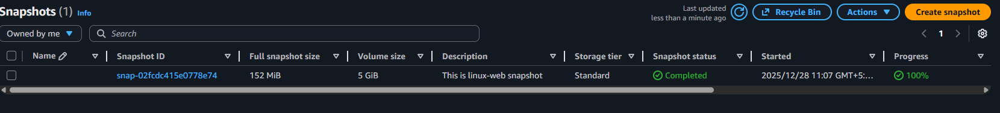 Snapshots (1) Info
Last updated
less than a minute ago
Recycle Bin
Actions
Create snapshot
Owned by me
Search
1
Name
Snapshot ID
Full snapshot size
Volume size
Description
Storage tier
Snapshot status
Started
Progress
snap-02fcdc415e0778e74
152 MiB
5 GiB
This is linux-web snapshot
Standard
Completed
2025/12/28 11:07 GMT+5:...
100%